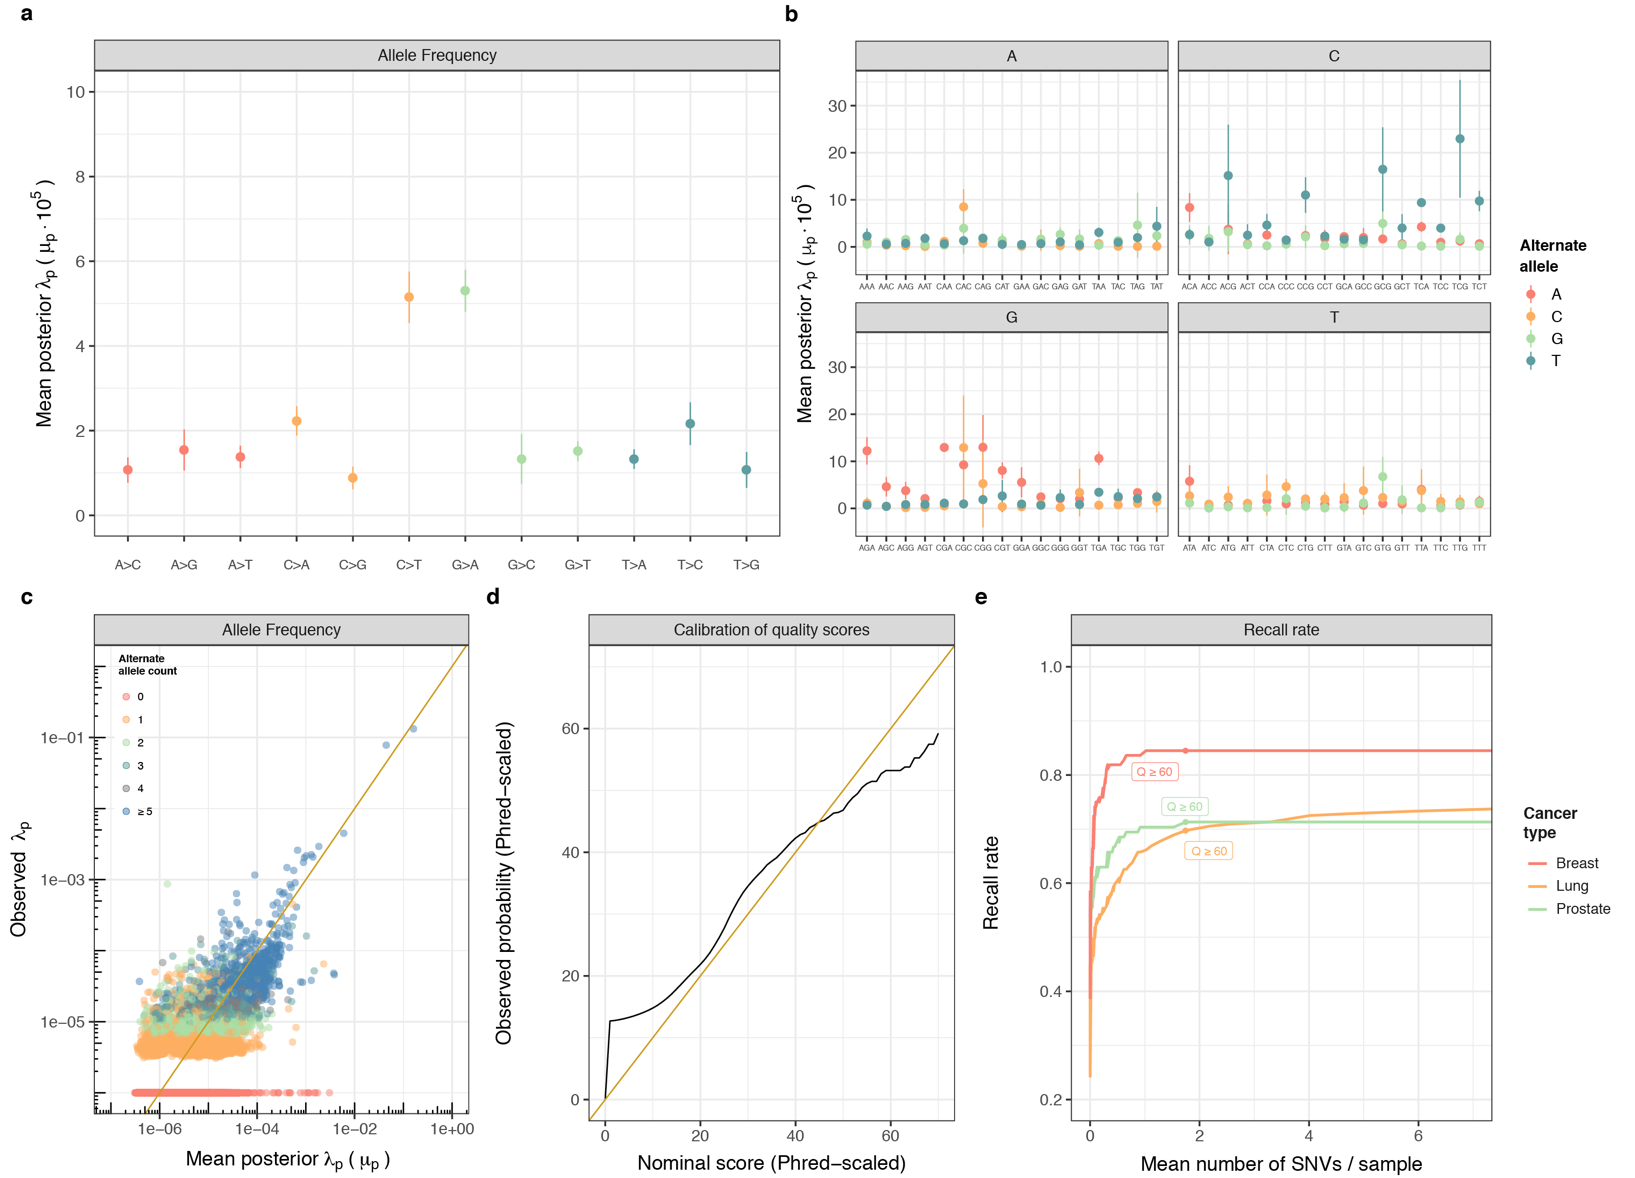 a
Allele Frequency
Mean posterior λp ( μp · 10^5 )
10
8
6
4
2
0
A>C A>G A>T C>A C>G C>T G>A G>C G>T T>A T>C T>G
b
A
C
Mean posterior λp ( μp · 10^5 )
30
20
10
0
AAA AAC AAG AAT CAA CAC CAG CAT GAA GAC GAG GAT TAA TAC TAG TAT
ACA ACC ACG ACT CCA CCC CCG CCT GCA GCC GCG GCT TCA TCC TCG TCT
G
T
30
20
10
0
AGA AGC AGG AGT CGA CGC CGG CGT GGA GGC GGG GGT TGA TGC TGG TGT
ATA ATC ATG ATT CTA CTC CTG CTT GTA GTC GTG GTT TTA TTC TTG TTT
Alternate
allele
A
C
G
T
c
Allele Frequency
Alternate
allele count
0
1
2
3
4
≥ 5
Observed λp
1e−01
1e−03
1e−05
1e−06 1e−04 1e−02 1e+00
Mean posterior λp ( μp )
d
Calibration of quality scores
Observed probability (Phred−scaled)
60
40
20
0
0 20 40 60
Nominal score (Phred−scaled)
e
Recall rate
Recall rate
1.0
0.8
0.6
0.4
0.2
Q ≥ 60
Q ≥ 60
Q ≥ 60
0 2 4 6
Mean number of SNVs / sample
Cancer
type
Breast
Lung
Prostate